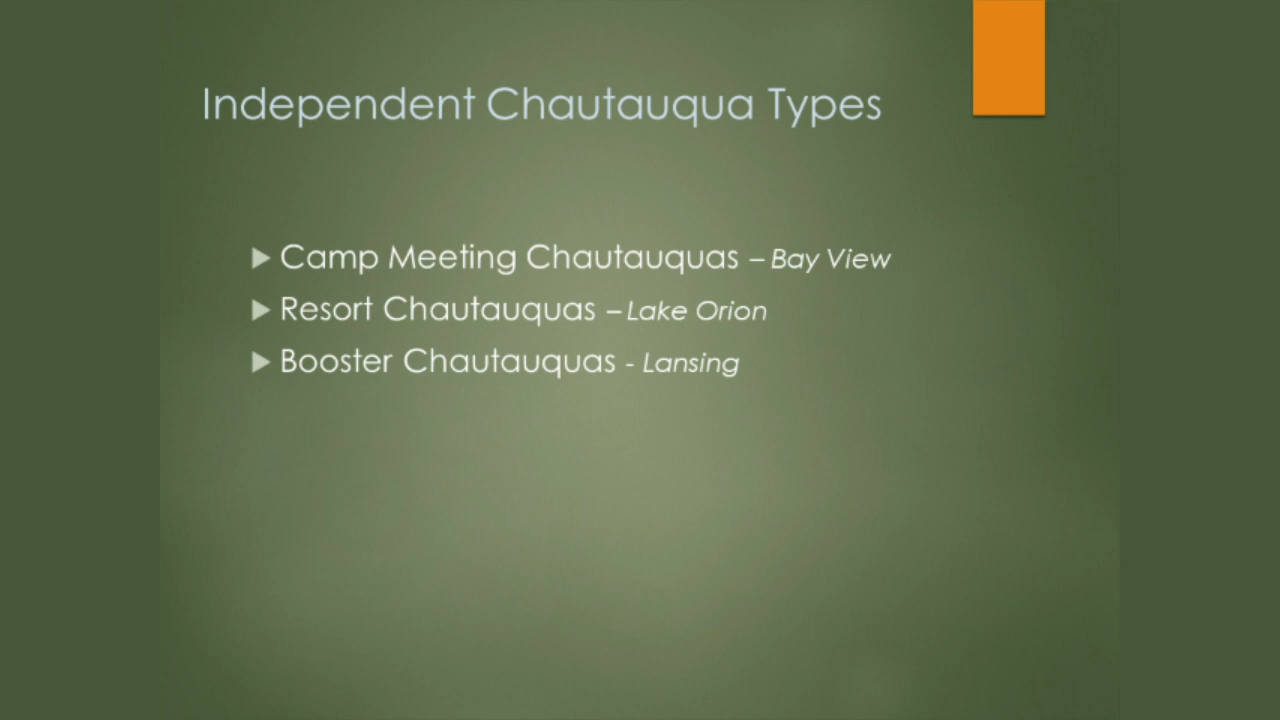 Independent Chautauqua Types
Camp Meeting Chautauquas – Bay View
Resort Chautauquas – Lake Orion
Booster Chautauquas - Lansing